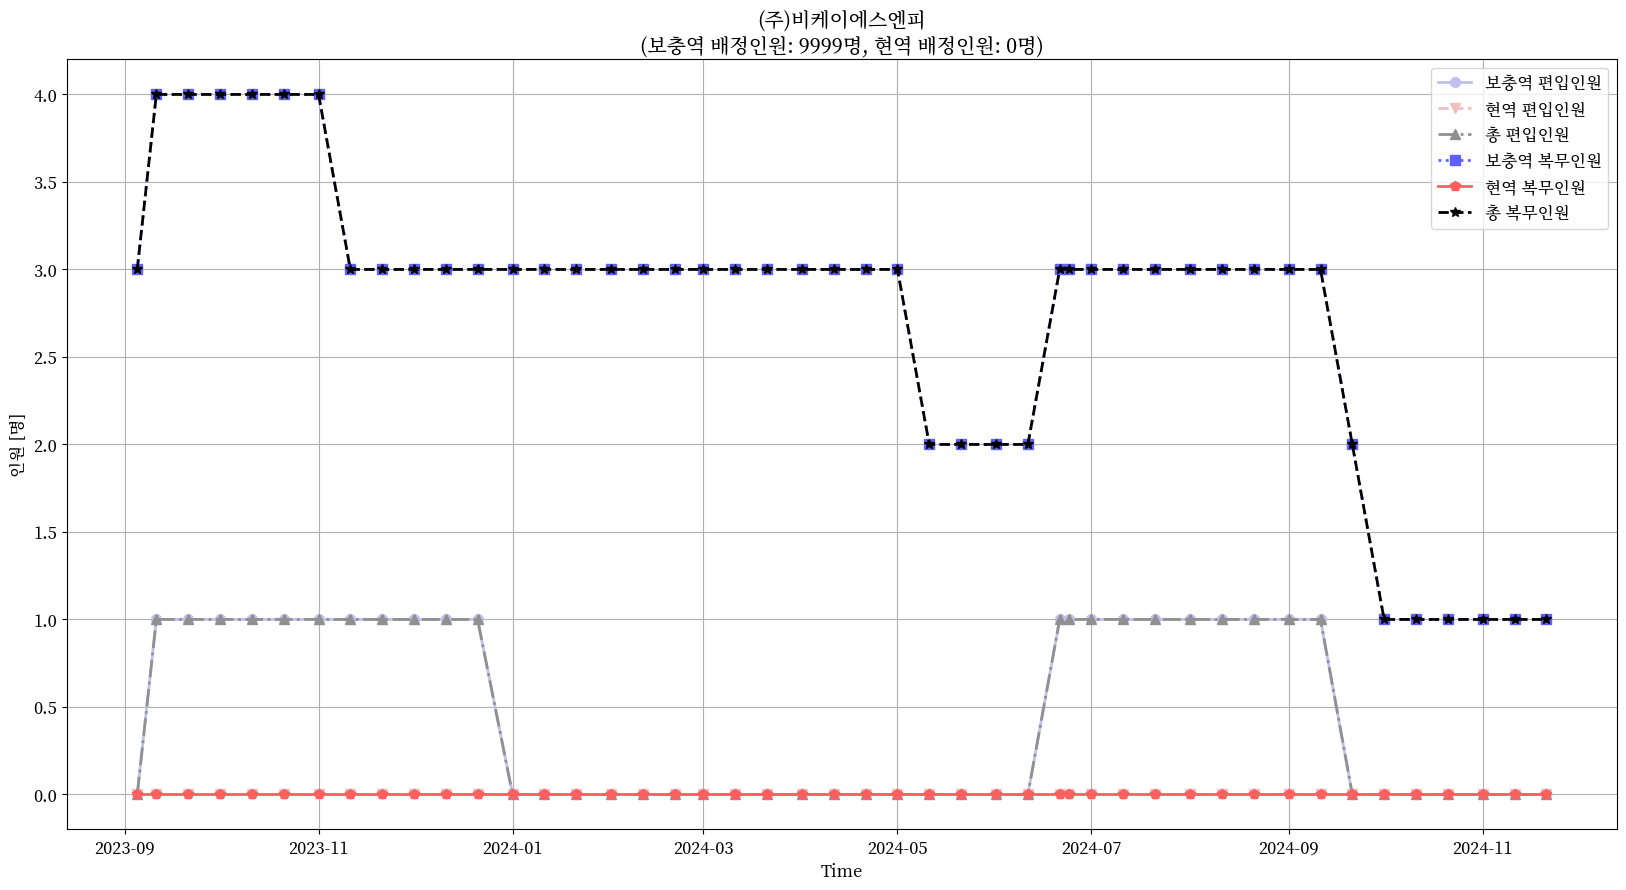 (주)비케이에스엔피
(보충역 배정인원: 9999명, 현역 배정인원: 0명)
보충역 편입인원
현역 편입인원
총 편입인원
보충역 복무인원
현역 복무인원
총 복무인원
인원 [명]
4.0
3.5
3.0
2.5
2.0
1.5
1.0
0.5
0.0
2023-09 2023-11 2024-01 2024-03 2024-05 2024-07 2024-09 2024-11
Time